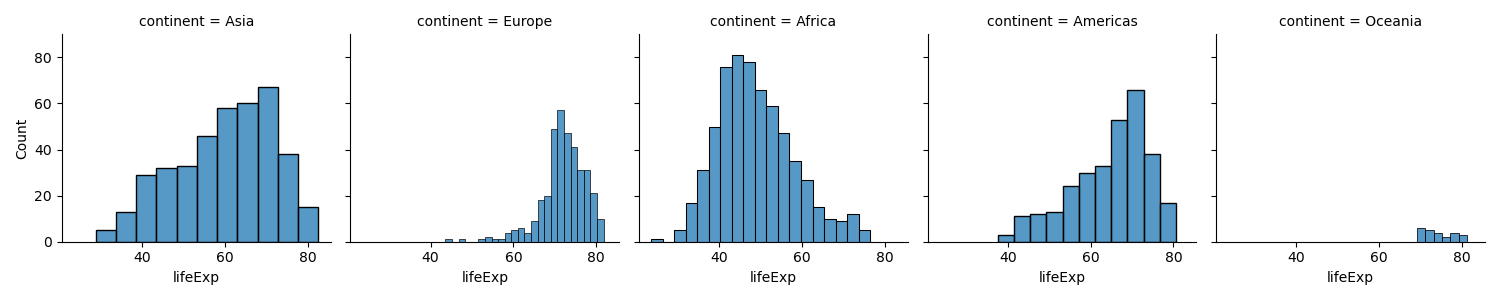 continent = Asia
continent = Europe
continent = Africa
continent = Americas
continent = Oceania
Count
80
60
40
20
0
40 60 80
40 60 80
40 60 80
40 60 80
40 60 80
lifeExp
lifeExp
lifeExp
lifeExp
lifeExp